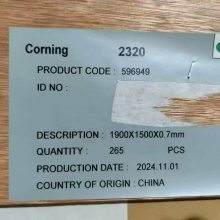 Corning 2320
PRODUCT CODE : 596949
ID NO :
DESCRIPTION : 1900X1500X0.7mm
QUANTITY : 265 PCS
PRODUCTION DATE : 2024.11.01
COUNTRY OF ORIGIN : CHINA